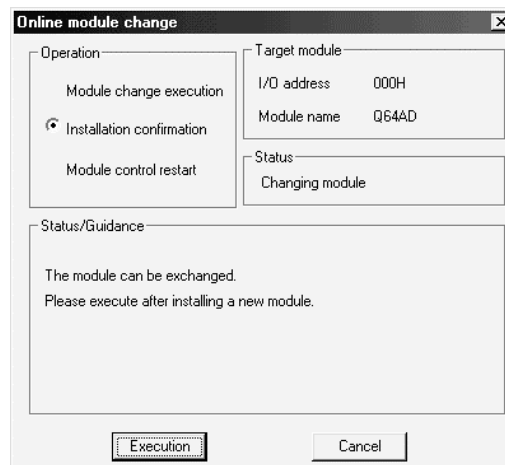 Online module change
Operation
Module change execution
Installation confirmation
Module control restart
Target module
I/O address 000H
Module name Q64AD
Status
Changing module
Status/Guidance
The module can be exchanged.
Please execute after installing a new module.
Execution Cancel